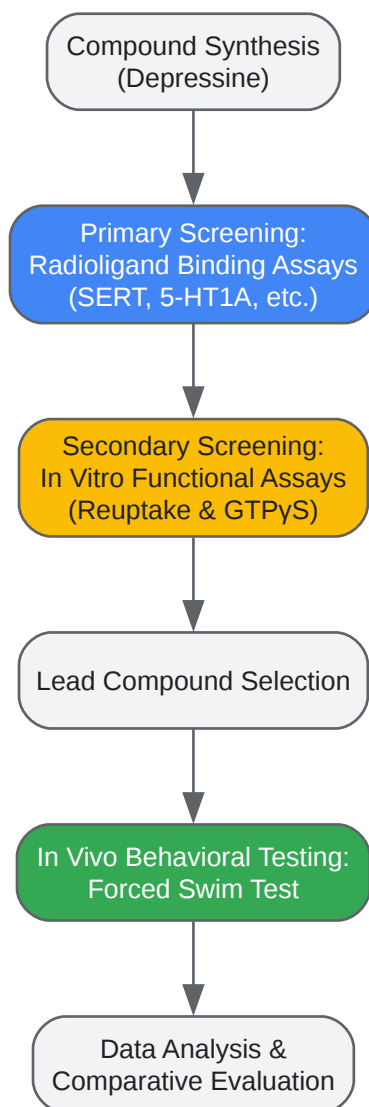 Compound Synthesis
(Depressine)
Primary Screening:
Radioligand Binding Assays
(SERT, 5-HT1A, etc.)
Secondary Screening:
In Vitro Functional Assays
(Reuptake & GTPγS)
Lead Compound Selection
In Vivo Behavioral Testing:
Forced Swim Test
Data Analysis &
Comparative Evaluation